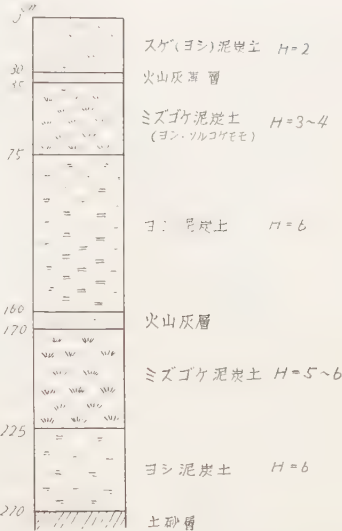 スゲ(ヨシ)泥炭土 H=2
30
火山灰層
35
ミズゴケ泥炭土 H=3~4
(ヨシ・ツルコケモモ)
75
ヨシ泥炭土 H=6
160
火山灰層
170
ミズゴケ泥炭土 H=5~6
225
ヨシ泥炭土 H=6
270
土砂層